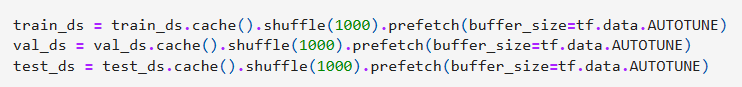 train_ds = train_ds.cache().shuffle(1000).prefetch(buffer_size=tf.data.AUTOTUNE)
val_ds = val_ds.cache().shuffle(1000).prefetch(buffer_size=tf.data.AUTOTUNE)
test_ds = test_ds.cache().shuffle(1000).prefetch(buffer_size=tf.data.AUTOTUNE)